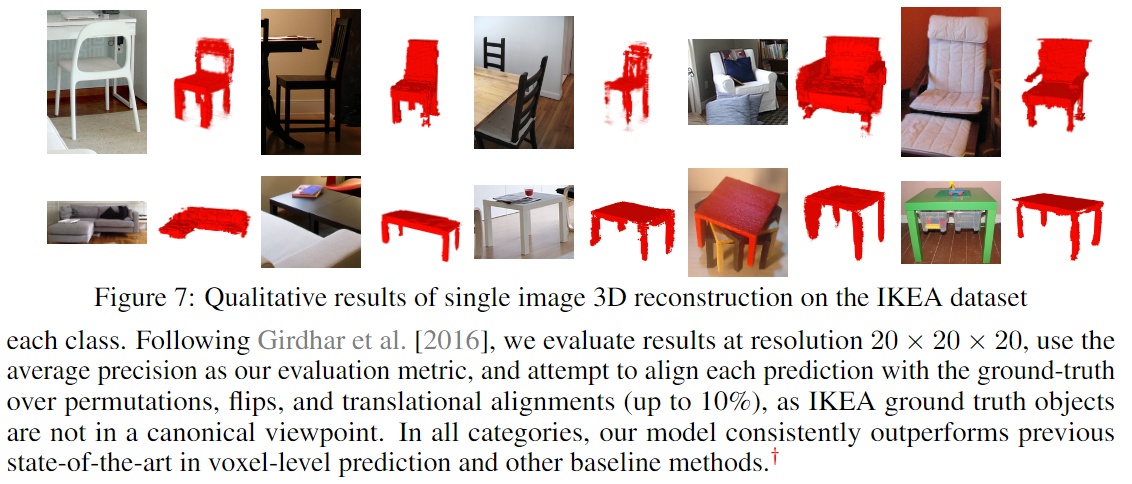 Figure 7: Qualitative results of single image 3D reconstruction on the IKEA dataset
each class. Following Girdhar et al. [2016], we evaluate results at resolution 20 × 20 × 20, use the
average precision as our evaluation metric, and attempt to align each prediction with the ground-truth
over permutations, flips, and translational alignments (up to 10%), as IKEA ground truth objects
are not in a canonical viewpoint. In all categories, our model consistently outperforms previous
state-of-the-art in voxel-level prediction and other baseline methods.†